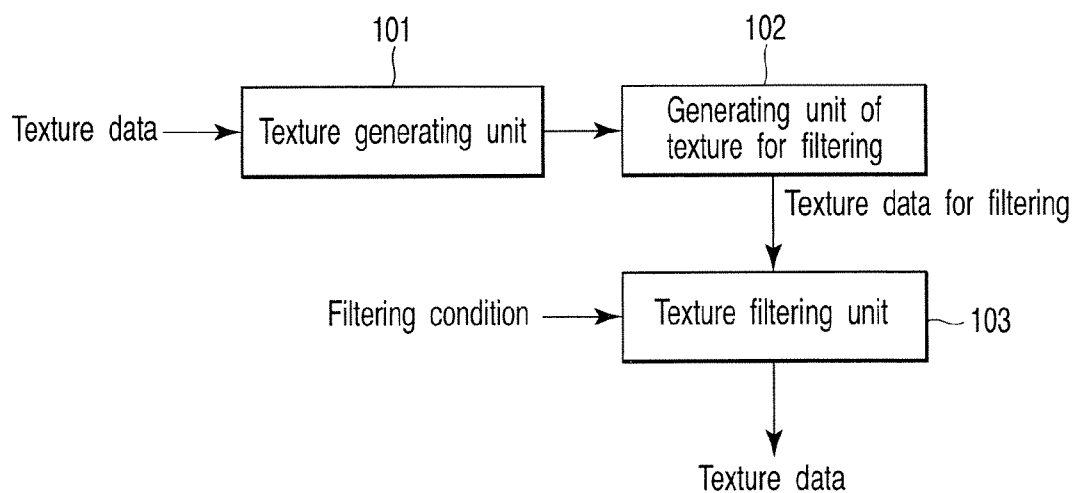 101
102
Texture data
Texture generating unit
Generating unit of
texture for filtering
Texture data for filtering
Filtering condition
Texture filtering unit
103
Texture data